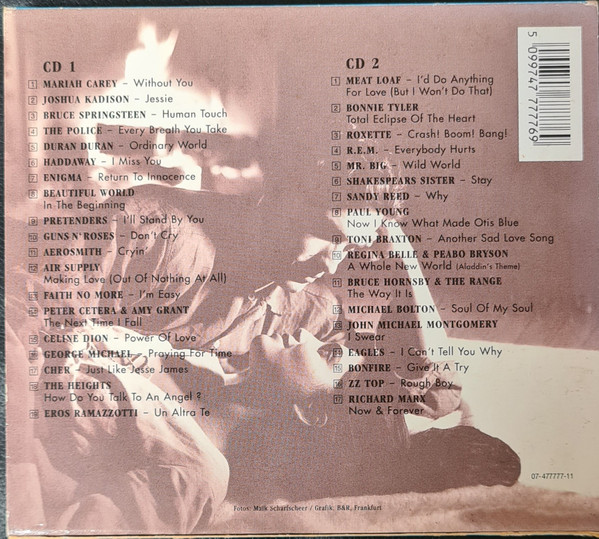 CD 1
1 MARIAH CAREY – Without You
2 JOSHUA KADISON – Jessie
3 BRUCE SPRINGSTEEN – Human Touch
4 THE POLICE – Every Breath You Take
5 DURAN DURAN – Ordinary World
6 HADDAWAY – I Miss You
7 ENIGMA – Return To Innocence
8 BEAUTIFUL WORLD
In The Beginning
9 PRETENDERS – I'll Stand By You
10 GUNS N' ROSES – Don't Cry
11 AEROSMITH – Cryin'
12 AIR SUPPLY
Making Love (Out Of Nothing At All)
13 FAITH NO MORE – I'm Easy
14 PETER CETERA & AMY GRANT
The Next Time I Fall
15 CELINE DION – Power Of Love
16 GEORGE MICHAEL – Praying For Time
17 CHER – Just Like Jesse James
18 THE HEIGHTS
How Do You Talk To An Angel ?
19 EROS RAMAZZOTTI – Un Altra Te
CD 2
1 MEAT LOAF – I'd Do Anything
For Love (But I Won't Do That)
2 BONNIE TYLER
Total Eclipse Of The Heart
3 ROXETTE – Crash! Boom! Bang!
4 R.E.M. – Everybody Hurts
5 MR. BIG – Wild World
6 SHAKESPEARS SISTER – Stay
7 SANDY REED – Why
8 PAUL YOUNG
Now I Know What Made Otis Blue
9 TONI BRAXTON – Another Sad Love Song
10 REGINA BELLE & PEABO BRYSON
A Whole New World (Aladdin's Theme)
11 BRUCE HORNSBY & THE RANGE
The Way It Is
12 MICHAEL BOLTON – Soul Of My Soul
13 JOHN MICHAEL MONTGOMERY
I Swear
14 EAGLES – I Can't Tell You Why
15 BONFIRE – Give It A Try
16 ZZ TOP – Rough Boy
17 RICHARD MARX
Now & Forever
5 099747 777769
07-477777-11
Fotos: Maik Scharfscheer / Grafik, B&R, Frankfurt